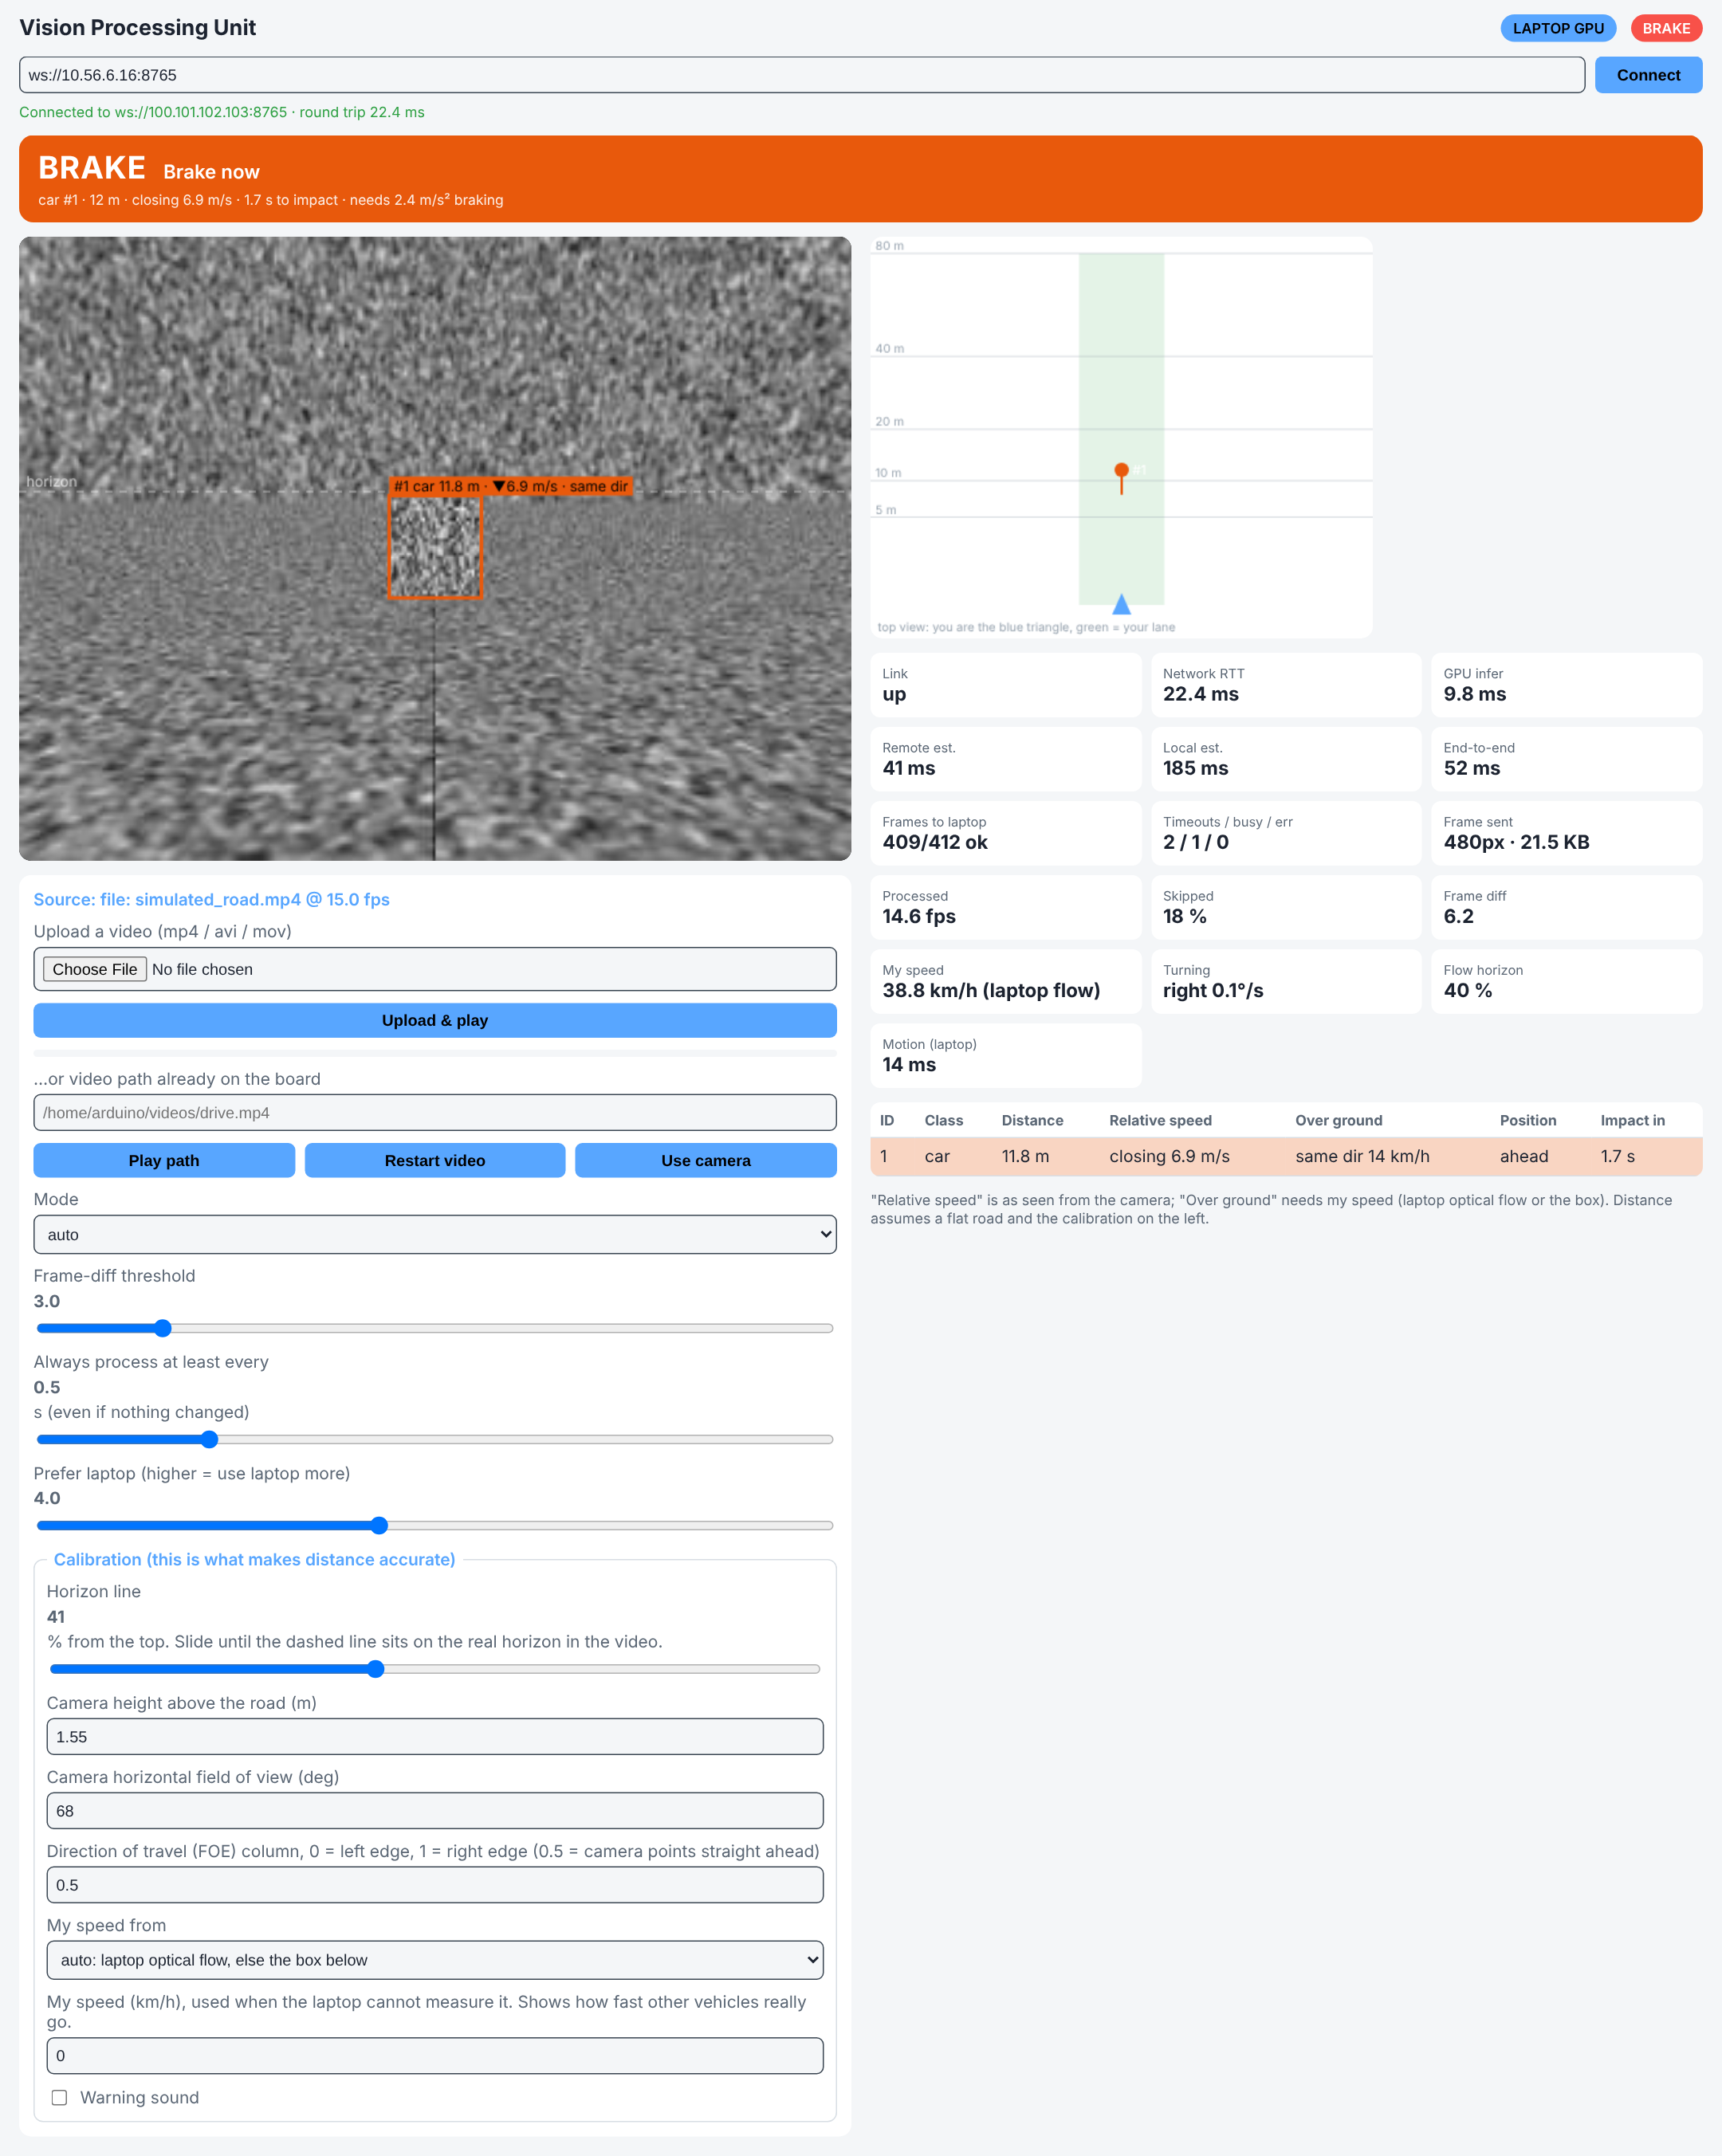 Vision Processing Unit
LAPTOP GPU
BRAKE
ws://10.56.6.16:8765
Connect
Connected to ws://100.101.102.103:8765 · round trip 22.4 ms
BRAKE Brake now
car #1 · 12 m · closing 6.9 m/s · 1.7 s to impact · needs 2.4 m/s² braking
horizon
#1 car 11.8 m · ▼6.9 m/s · same dir
80 m
40 m
20 m
10 m
#1
5 m
top view: you are the blue triangle, green = your lane
Link
up
Network RTT
22.4 ms
GPU infer
9.8 ms
Remote est.
41 ms
Local est.
185 ms
End-to-end
52 ms
Frames to laptop
409/412 ok
Timeouts / busy / err
2 / 1 / 0
Frame sent
480px · 21.5 KB
Processed
14.6 fps
Skipped
18 %
Frame diff
6.2
My speed
38.8 km/h (laptop flow)
Turning
right 0.1°/s
Flow horizon
40 %
Motion (laptop)
14 ms
ID Class Distance Relative speed Over ground Position Impact in
1 car 11.8 m closing 6.9 m/s same dir 14 km/h ahead 1.7 s
"Relative speed" is as seen from the camera; "Over ground" needs my speed (laptop optical flow or the box). Distance
assumes a flat road and the calibration on the left.
Source: file: simulated_road.mp4 @ 15.0 fps
Upload a video (mp4 / avi / mov)
Choose File No file chosen
Upload & play
...or video path already on the board
/home/arduino/videos/drive.mp4
Play path
Restart video
Use camera
Mode
auto
Frame-diff threshold
3.0
Always process at least every
0.5
s (even if nothing changed)
Prefer laptop (higher = use laptop more)
4.0
Calibration (this is what makes distance accurate)
Horizon line
41
% from the top. Slide until the dashed line sits on the real horizon in the video.
Camera height above the road (m)
1.55
Camera horizontal field of view (deg)
68
Direction of travel (FOE) column, 0 = left edge, 1 = right edge (0.5 = camera points straight ahead)
0.5
My speed from
auto: laptop optical flow, else the box below
My speed (km/h), used when the laptop cannot measure it. Shows how fast other vehicles really
go.
0
Warning sound